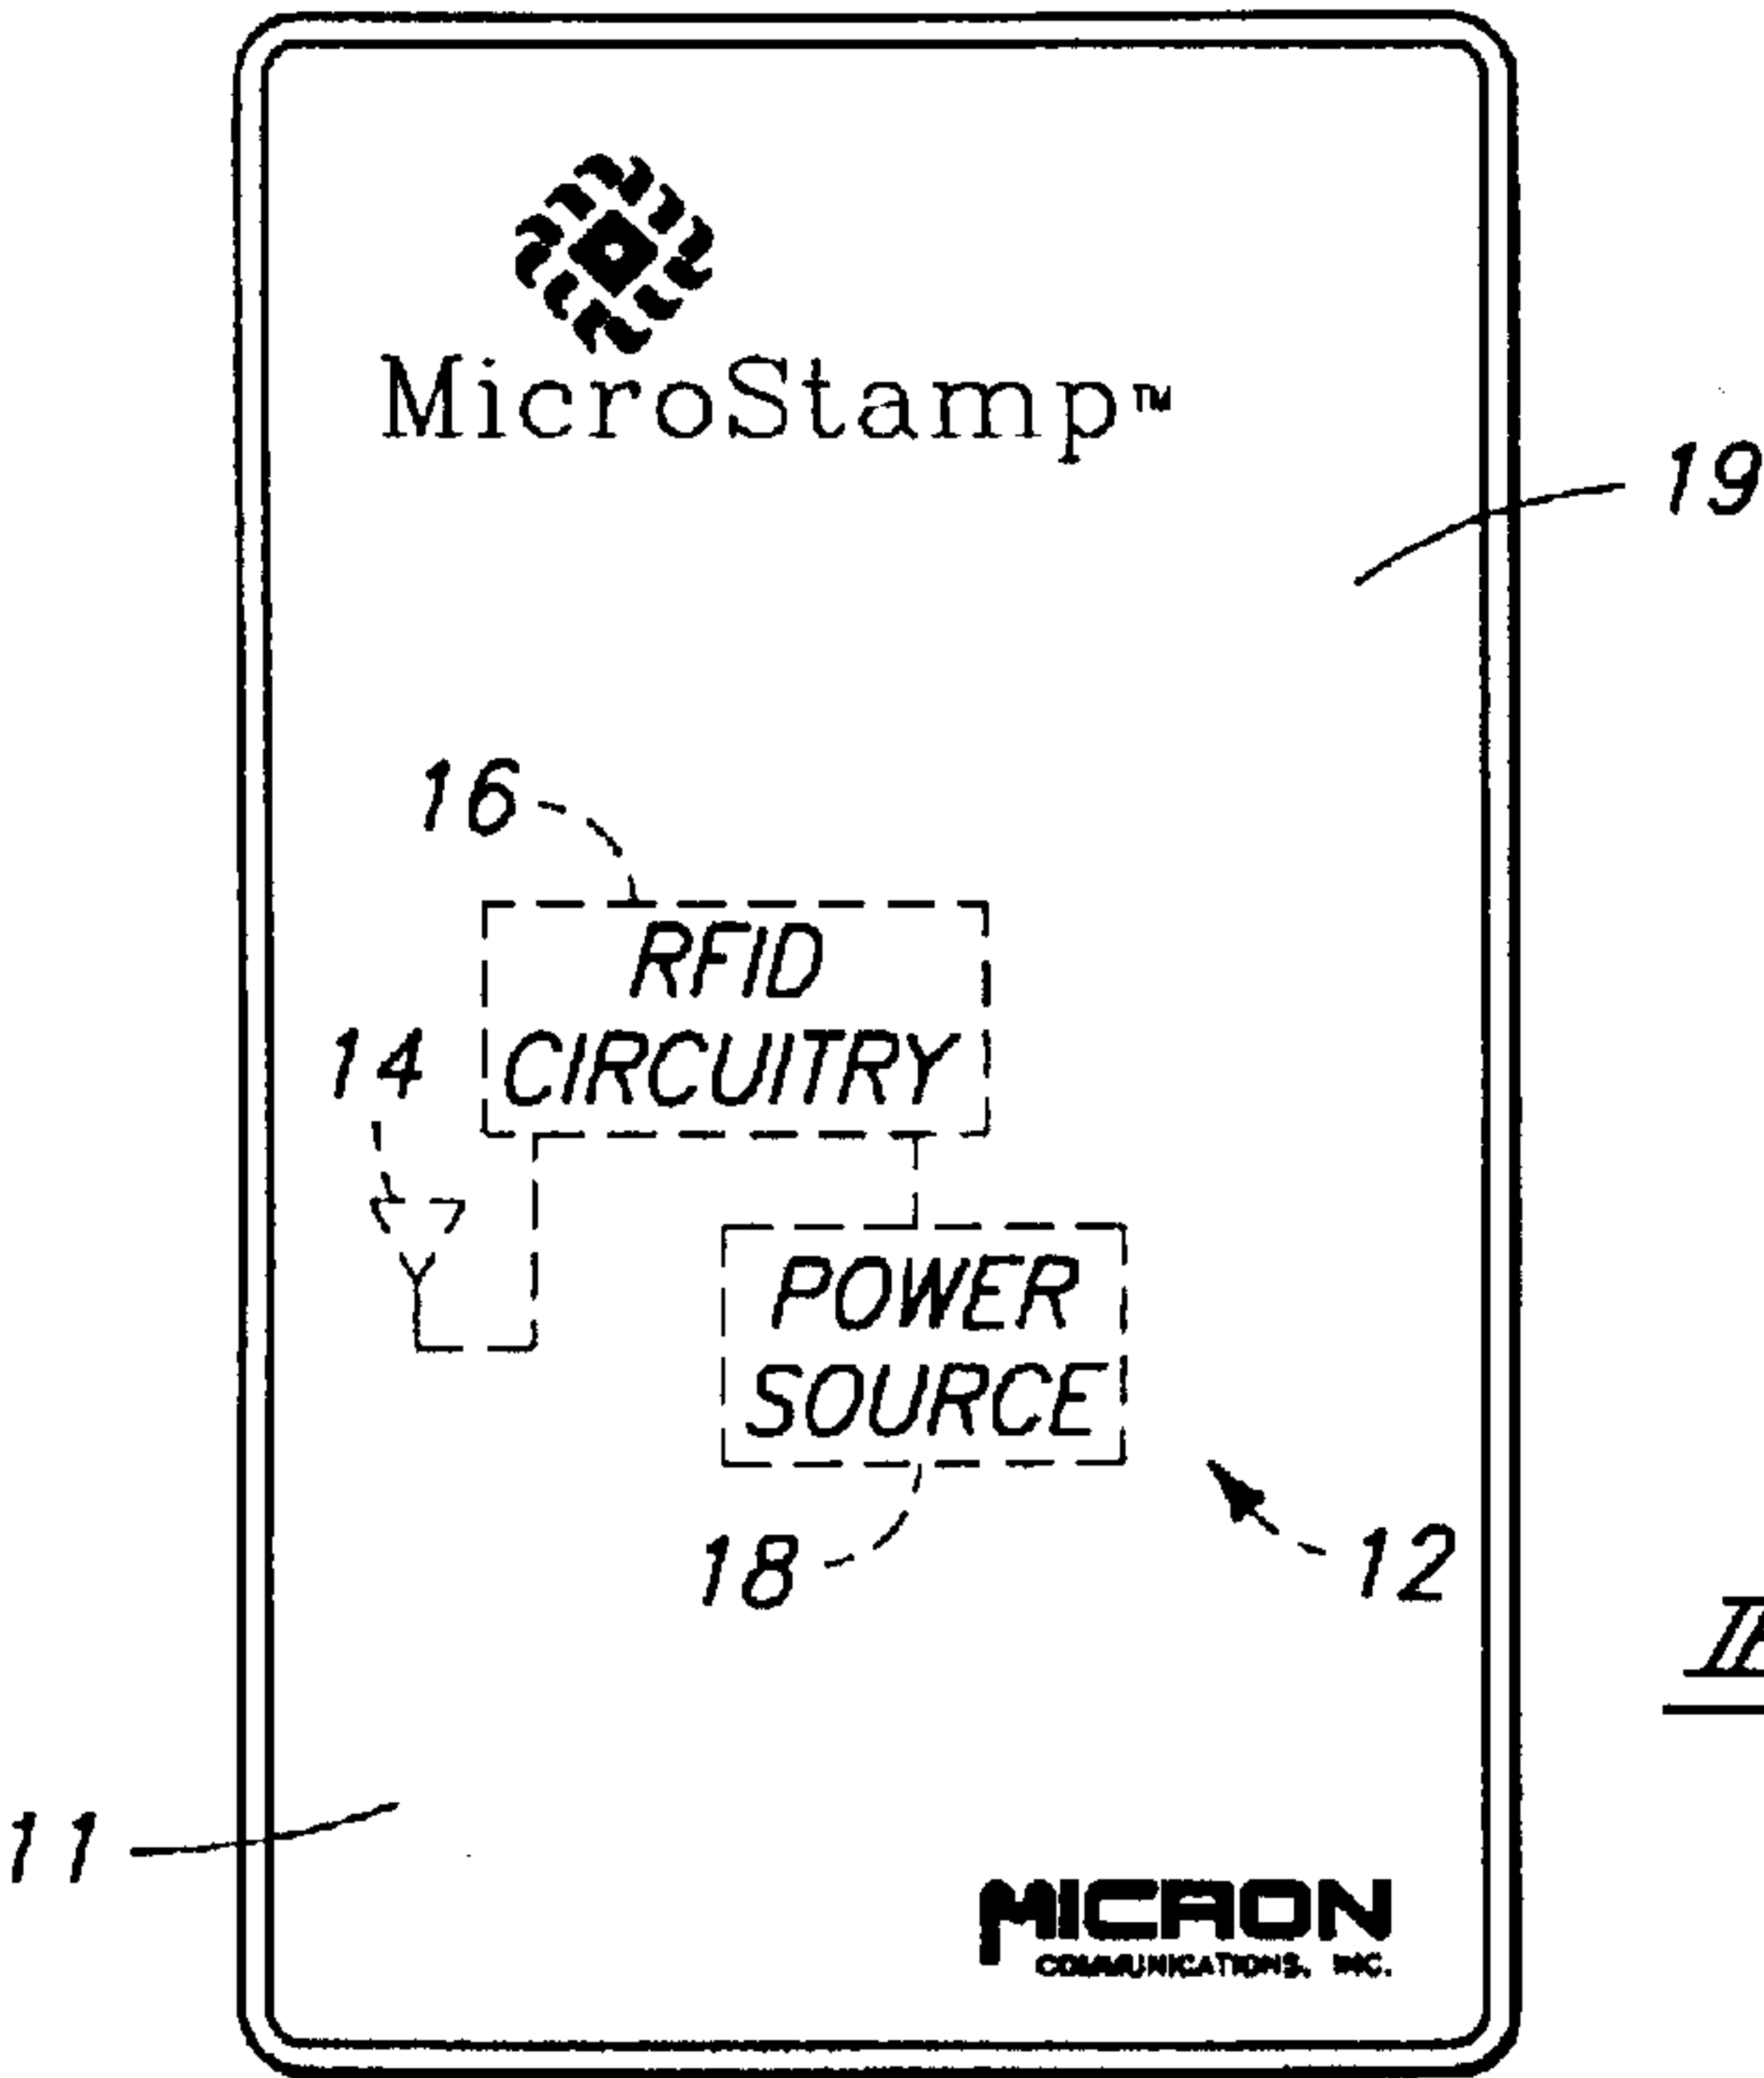 MicroStamp™
19
16
RFID
CIRCUITRY
14
POWER
SOURCE
18
12
11
MICRON
COMMUNICATIONS, INC.